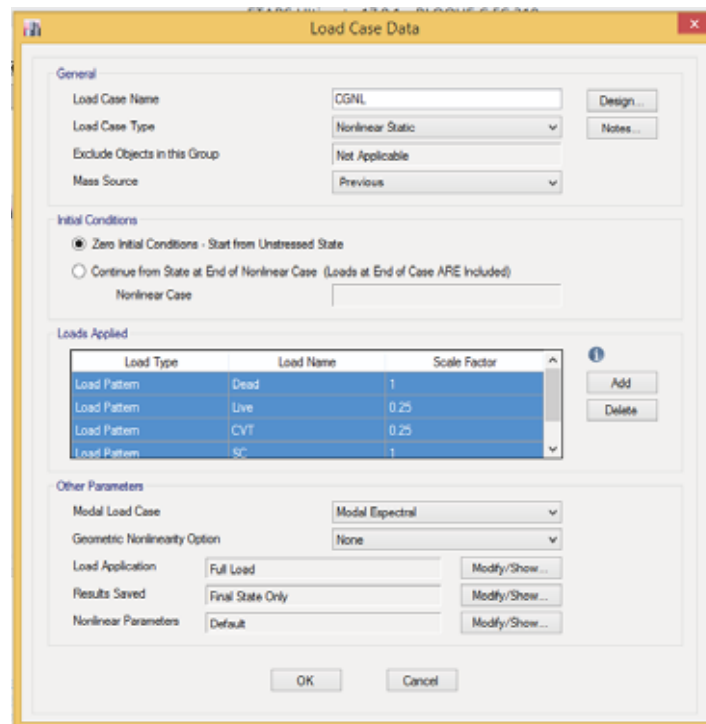 Load Case Data
General
Load Case Name CGNL Design...
Load Case Type Nonlinear Static Notes...
Exclude Objects in this Group Not Applicable
Mass Source Previous
Initial Conditions
Zero Initial Conditions - Start from Unstressed State
Continue from State at End of Nonlinear Case (Loads at End of Case ARE Included)
Nonlinear Case
Loads Applied
Load Type Load Name Scale Factor
Load Pattern Dead 1 Add
Load Pattern Live 0.25 Delete
Load Pattern CVT 0.25
Load Pattern SC 1
Other Parameters
Modal Load Case Modal Espectral
Geometric Nonlinearity Option None
Load Application Full Load Modify/Show...
Results Saved Final State Only Modify/Show...
Nonlinear Parameters Default Modify/Show...
OK Cancel